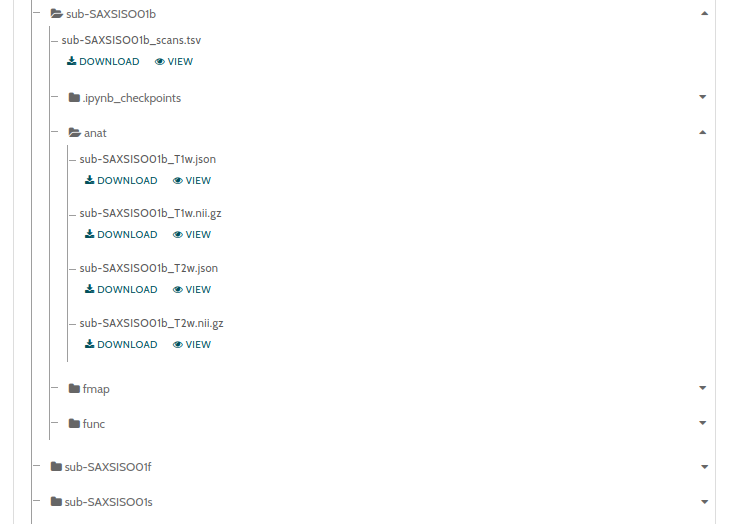 sub-SAXSISO01b
sub-SAXSISO01b_scans.tsv
DOWNLOAD VIEW
.ipynb_checkpoints
anat
sub-SAXSISO01b_T1w.json
DOWNLOAD VIEW
sub-SAXSISO01b_T1w.nii.gz
DOWNLOAD VIEW
sub-SAXSISO01b_T2w.json
DOWNLOAD VIEW
sub-SAXSISO01b_T2w.nii.gz
DOWNLOAD VIEW
fmap
func
sub-SAXSISO01f
sub-SAXSISO01s